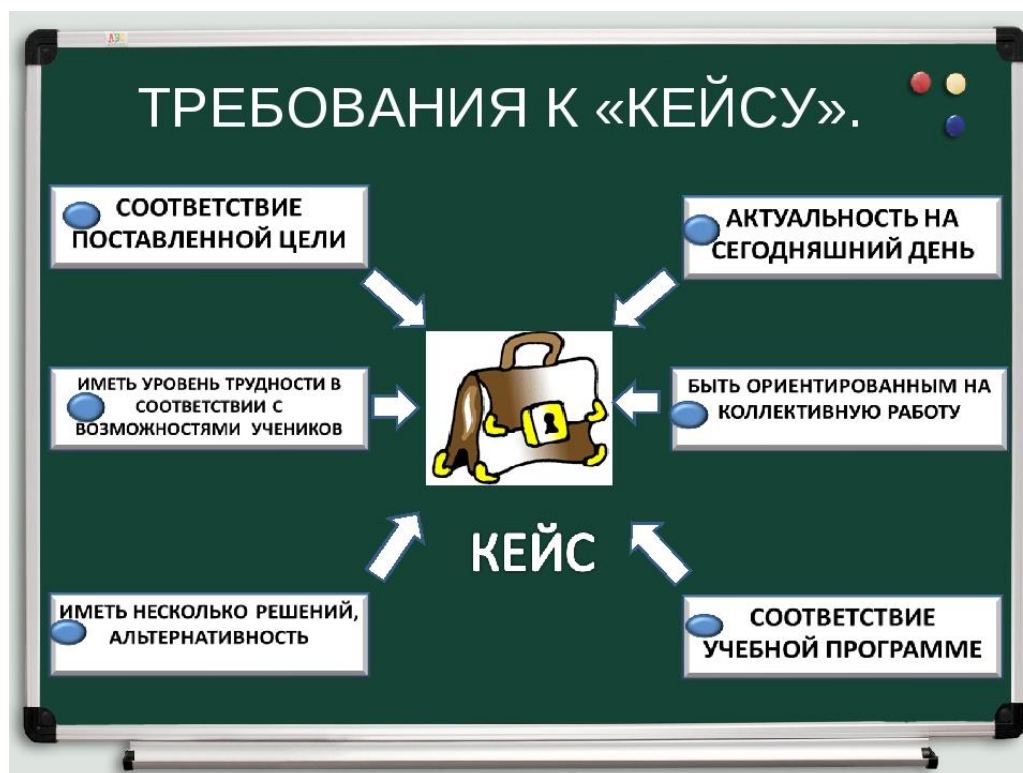 ТРЕБОВАНИЯ К «КЕЙСУ».
СООТВЕТСТВИЕ
ПОСТАВЛЕННОЙ ЦЕЛИ
АКТУАЛЬНОСТЬ НА
СЕГОДНЯШНИЙ ДЕНЬ
ИМЕТЬ УРОВЕНЬ ТРУДНОСТИ В
СООТВЕТСТВИИ С
ВОЗМОЖНОСТЯМИ УЧЕНИКОВ
БЫТЬ ОРИЕНТИРОВАННЫМ НА
КОЛЛЕКТИВНУЮ РАБОТУ
КЕЙС
ИМЕТЬ НЕСКОЛЬКО РЕШЕНИЙ,
АЛЬТЕРНАТИВНОСТЬ
СООТВЕТСТВИЕ
УЧЕБНОЙ ПРОГРАММЕ